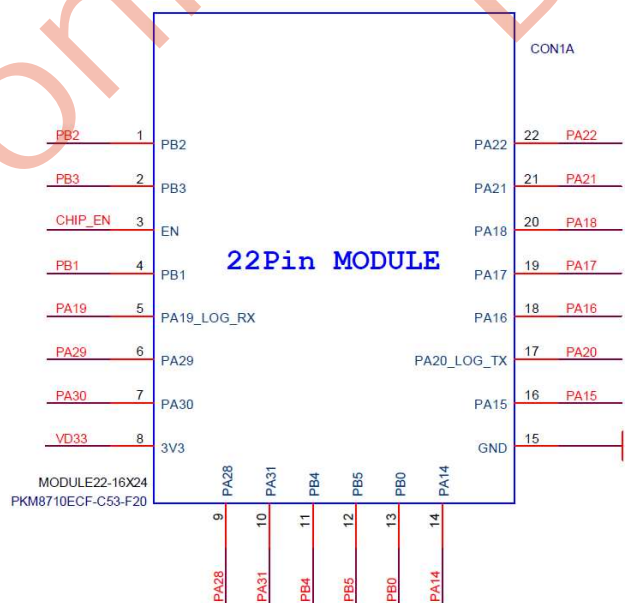 CON1A
PB2 1 PB2 PA22 22 PA22
PB3 2 PB3 PA21 21 PA21
CHIP_EN 3 EN PA18 20 PA18
22Pin MODULE
PB1 4 PB1 PA17 19 PA17
PA19 5 PA19_LOG_RX PA16 18 PA16
PA29 6 PA29 PA20_LOG_TX 17 PA20
PA30 7 PA30 PA15 16 PA15
VD33 8 3V3 GND 15
MODULE22-16X24
PKM8710ECF-C53-F20
PA28 PA31 PB4 PB5 PB0 PA14
9 10 11 12 13 14
PA28 PA31 PB4 PB5 PB0 PA14